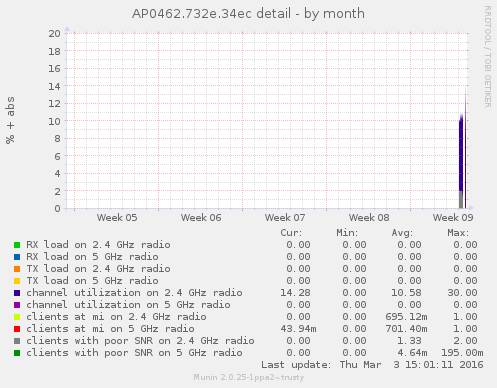 AP0462.732e.34ec detail - by month
RRDTOOL / TOBI OETIKER
% + abs
20
18
16
14
12
10
8
6
4
2
0
Week 05 Week 06 Week 07 Week 08 Week 09
Cur: Min: Avg: Max:
RX load on 2.4 GHz radio 0.00 0.00 0.00 0.00
RX load on 5 GHz radio 0.00 0.00 0.00 0.00
TX load on 2.4 GHz radio 0.00 0.00 0.00 0.00
TX load on 5 GHz radio 0.00 0.00 0.00 0.00
channel utilization on 2.4 GHz radio 14.28 0.00 10.58 30.00
channel utilization on 5 GHz radio 0.00 0.00 0.00 0.00
clients at mi on 2.4 GHz radio 0.00 0.00 695.12m 1.00
clients at mi on 5 GHz radio 43.94m 0.00 701.40m 1.00
clients with poor SNR on 2.4 GHz radio 0.00 0.00 1.33 2.00
clients with poor SNR on 5 GHz radio 0.00 0.00 4.64m 195.00m
Last update: Thu Mar 3 15:01:11 2016
Munin 2.0.25-1ppa2~trusty